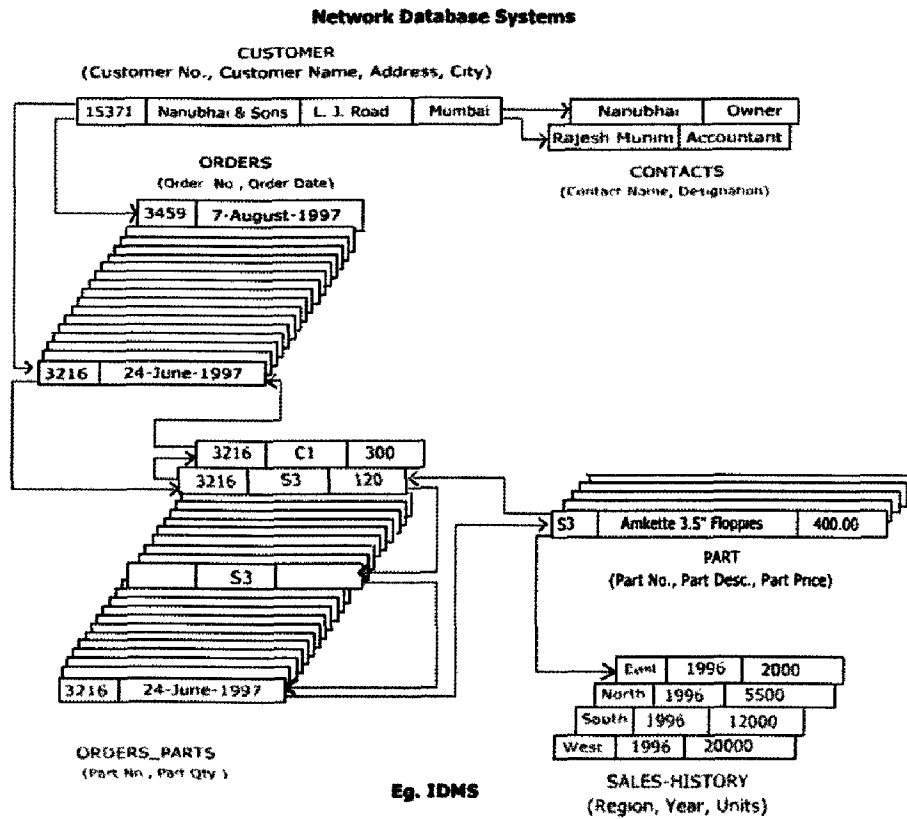 Network Database Systems
CUSTOMER
(Customer No., Customer Name, Address, City)
15371 Nanubhai & Sons L. J. Road Mumbai
Nanubhai Owner
Rajesh Munim Accountant
CONTACTS
(Contact Name, Designation)
ORDERS
(Order No., Order Date)
3459 7-August-1997
3216 24-June-1997
3216 C1 300
3216 S3 120
S3
3216 24-June-1997
ORDERS_PARTS
(Part No., Part Qty.)
S3 Amkette 3.5" Floppies 400.00
PART
(Part No., Part Desc., Part Price)
East 1996 2000
North 1996 5500
South 1996 12000
West 1996 20000
SALES-HISTORY
(Region, Year, Units)
Eg. IDMS